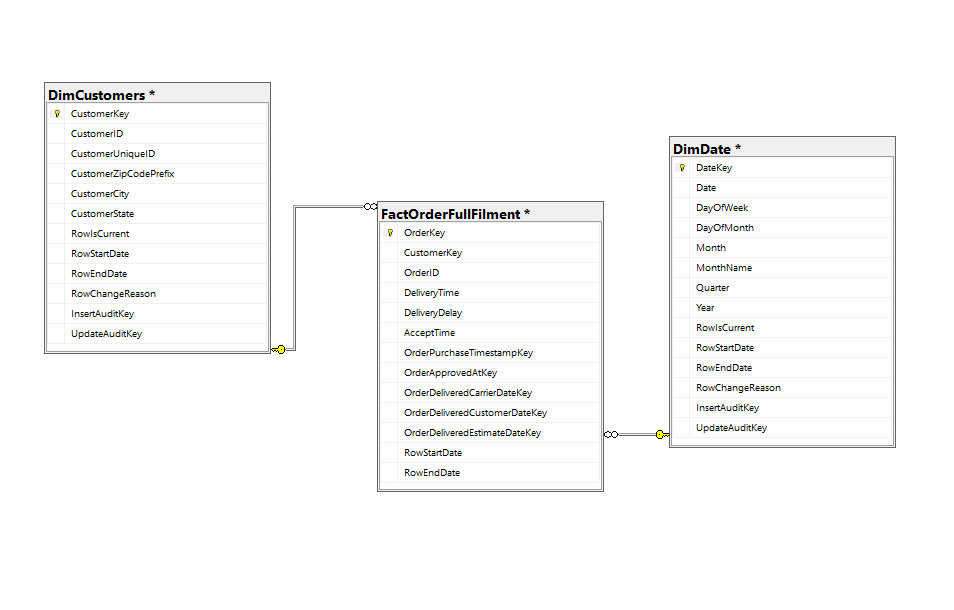 DimCustomers *
CustomerKey
CustomerID
CustomerUniqueID
CustomerZipCodePrefix
CustomerCity
CustomerState
RowIsCurrent
RowStartDate
RowEndDate
RowChangeReason
InsertAuditKey
UpdateAuditKey
FactOrderFullFilment *
OrderKey
CustomerKey
OrderID
DeliveryTime
DeliveryDelay
AcceptTime
OrderPurchaseTimestampKey
OrderApprovedAtKey
OrderDeliveredCarrierDateKey
OrderDeliveredCustomerDateKey
OrderDeliveredEstimateDateKey
RowStartDate
RowEndDate
DimDate *
DateKey
Date
DayOfWeek
DayOfMonth
Month
MonthName
Quarter
Year
RowIsCurrent
RowStartDate
RowEndDate
RowChangeReason
InsertAuditKey
UpdateAuditKey